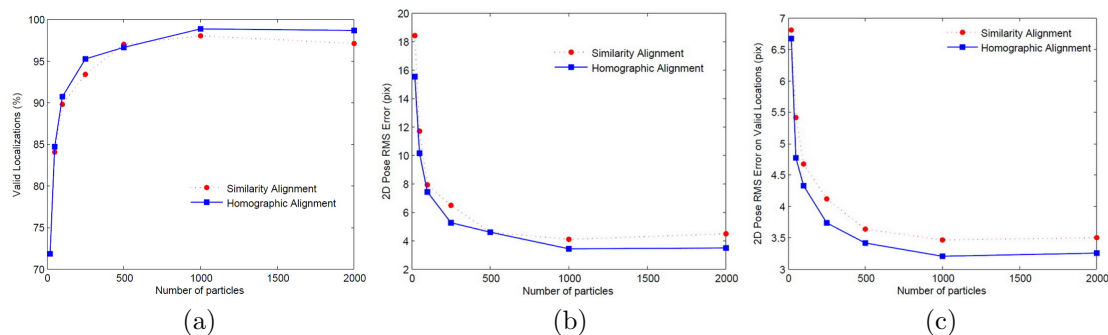 100
95
90
85
80
75
70
0
500
1000
1500
2000
Valid Localizations (%)
Number of particles
Similarity Alignment
Homographic Alignment
(a)
20
18
16
14
12
10
8
6
4
2
0
500
1000
1500
2000
2D Pose RMS Error (pix)
Number of particles
Similarity Alignment
Homographic Alignment
(b)
7
6.5
6
5.5
5
4.5
4
3.5
3
0
500
1000
1500
2000
2D Pose RMS Error on Valid Locations (pix)
Number of particles
Similarity Alignment
Homographic Alignment
(c)